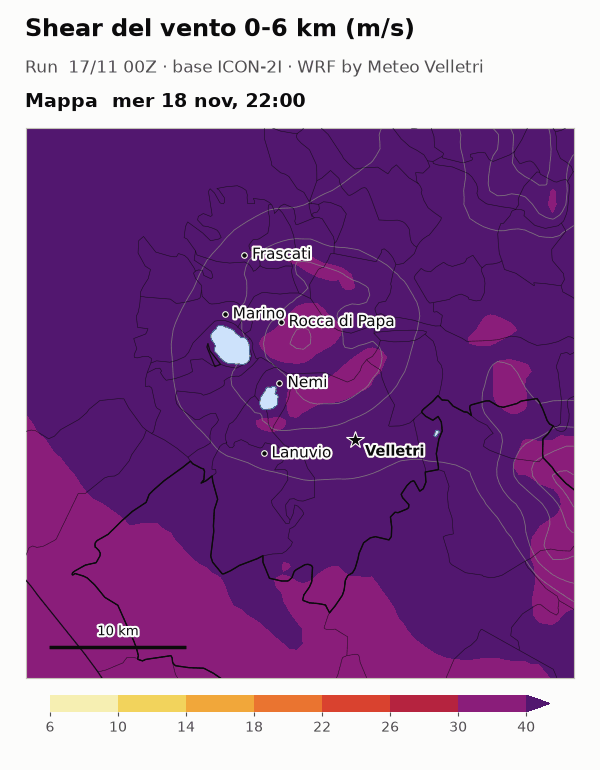 Shear del vento 0-6 km (m/s)
Run  17/11 00Z · base ICON-2I · WRF by Meteo Velletri
Mappa  mer 18 nov, 22:00
Frascati
Marino
Rocca di Papa
Nemi
Velletri
Lanuvio
10 km
6 10 14 18 22 26 30 40